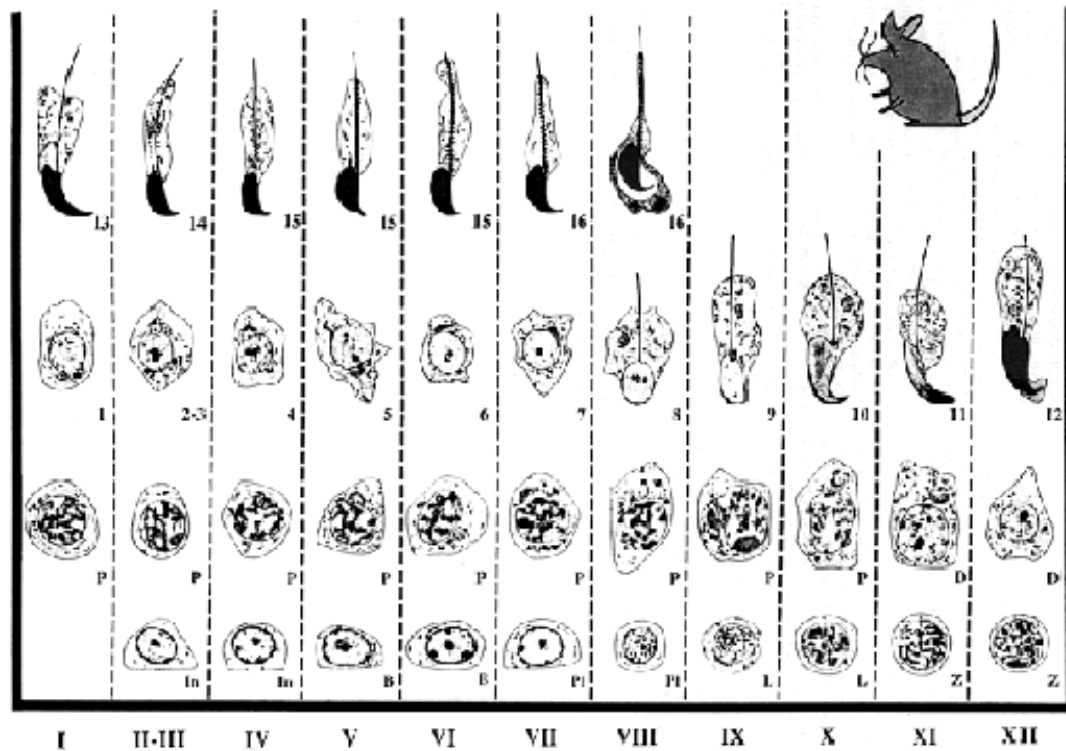 13 14 15 15 15 16 16
1 2-3 4 5 6 7 8 9 10 11 12
P P P P P P P P P D D
In In B B Pl Pl L L Z Z
I II-III IV V VI VII VIII IX X XI XII